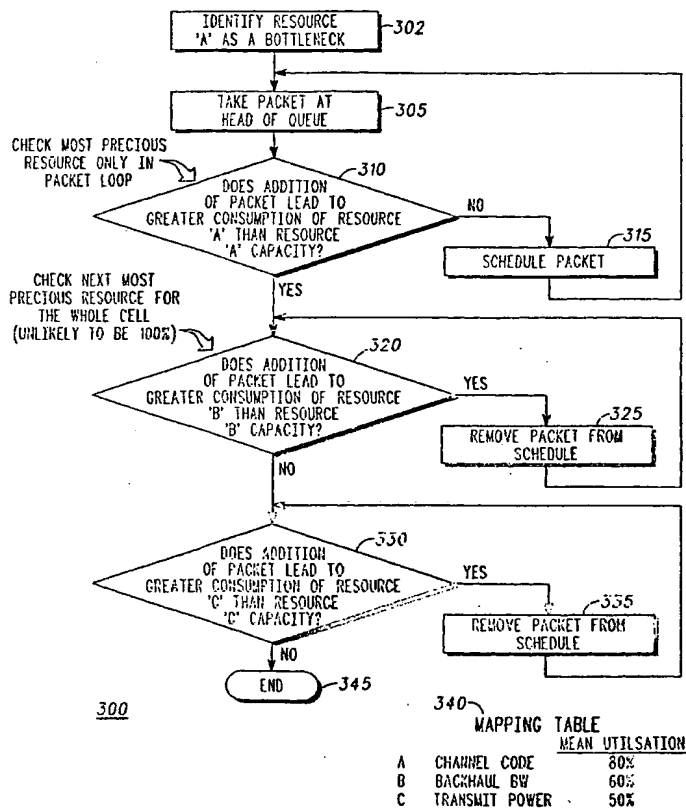 IDENTIFY RESOURCE
'A' AS A BOTTLENECK
302
TAKE PACKET AT
HEAD OF QUEUE
305
CHECK MOST PRECIOUS
RESOURCE ONLY IN
PACKET LOOP
310
DOES ADDITION
OF PACKET LEAD TO
GREATER CONSUMPTION OF RESOURCE
'A' THAN RESOURCE
'A' CAPACITY?
NO
315
SCHEDULE PACKET
YES
CHECK NEXT MOST
PRECIOUS RESOURCE FOR
THE WHOLE CELL
(UNLIKELY TO BE 100%)
320
DOES ADDITION
OF PACKET LEAD TO
GREATER CONSUMPTION OF RESOURCE
'B' THAN RESOURCE
'B' CAPACITY?
YES
325
REMOVE PACKET FROM
SCHEDULE
NO
330
DOES ADDITION
OF PACKET LEAD TO
GREATER CONSUMPTION OF RESOURCE
'C' THAN RESOURCE
'C' CAPACITY?
YES
335
REMOVE PACKET FROM
SCHEDULE
NO
END
345
300
340
MAPPING TABLE
MEAN UTILSATION
A CHANNEL CODE 80%
B BACKHAUL BW 60%
C TRANSMIT POWER 50%